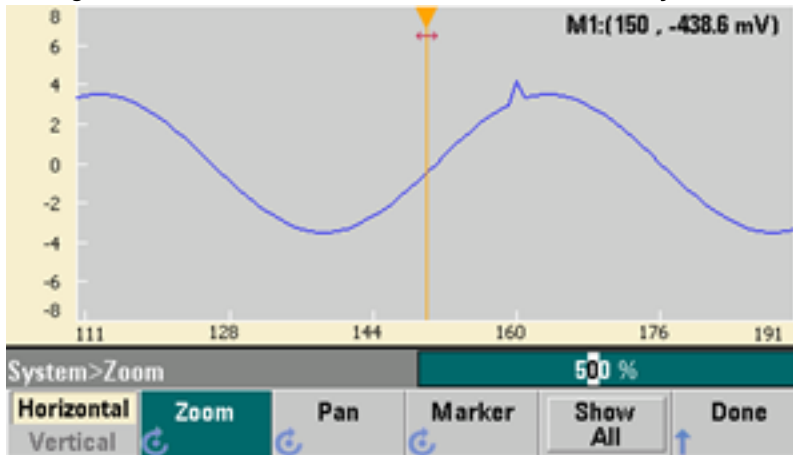 M1:(150 , -438.6 mV)
8
6
4
2
0
-2
-4
-6
-8
111 128 144 160 176 191
System>Zoom 500 %
Horizontal Zoom Pan Marker Show Done
Vertical All